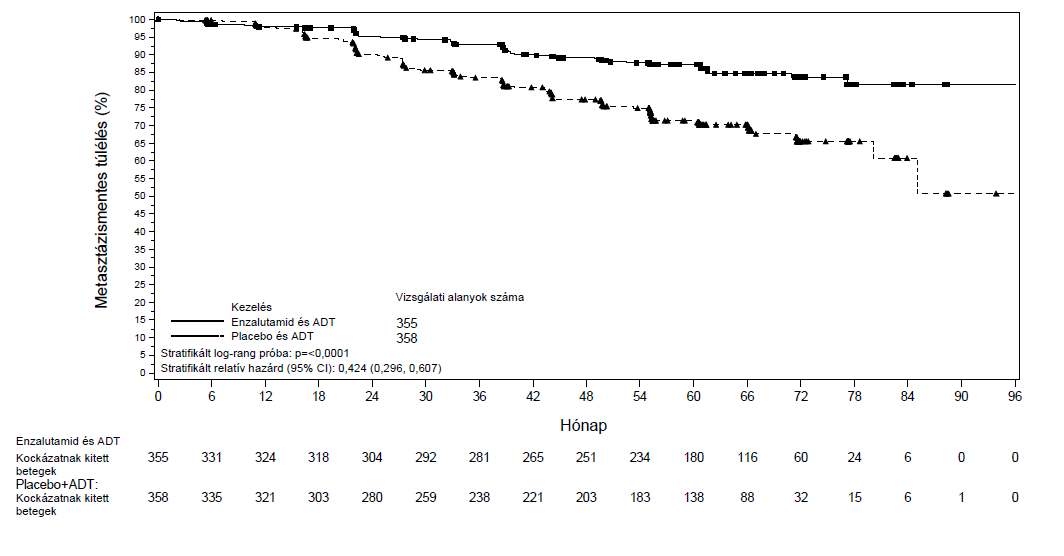 Metasztázismentes túlélés (%)
100
95
90
85
80
75
70
65
60
55
50
45
40
35
30
25
20
15
10
5
0
Vizsgálati alanyok száma
Kezelés
Enzalutamid és ADT 355
Placebo és ADT 358
Stratifikált log-rang próba: p=<0,0001
Stratifikált relatív hazárd (95% CI): 0,424 (0,296, 0,607)
0 6 12 18 24 30 36 42 48 54 60 66 72 78 84 90 96
Hónap
Enzalutamid és ADT
Kockázatnak kitett 355 331 324 318 304 292 281 265 251 234 180 116 60 24 6 0 0
betegek
Placebo+ADT:
Kockázatnak kitett 358 335 321 303 280 259 238 221 203 183 138 88 32 15 6 1 0
betegek